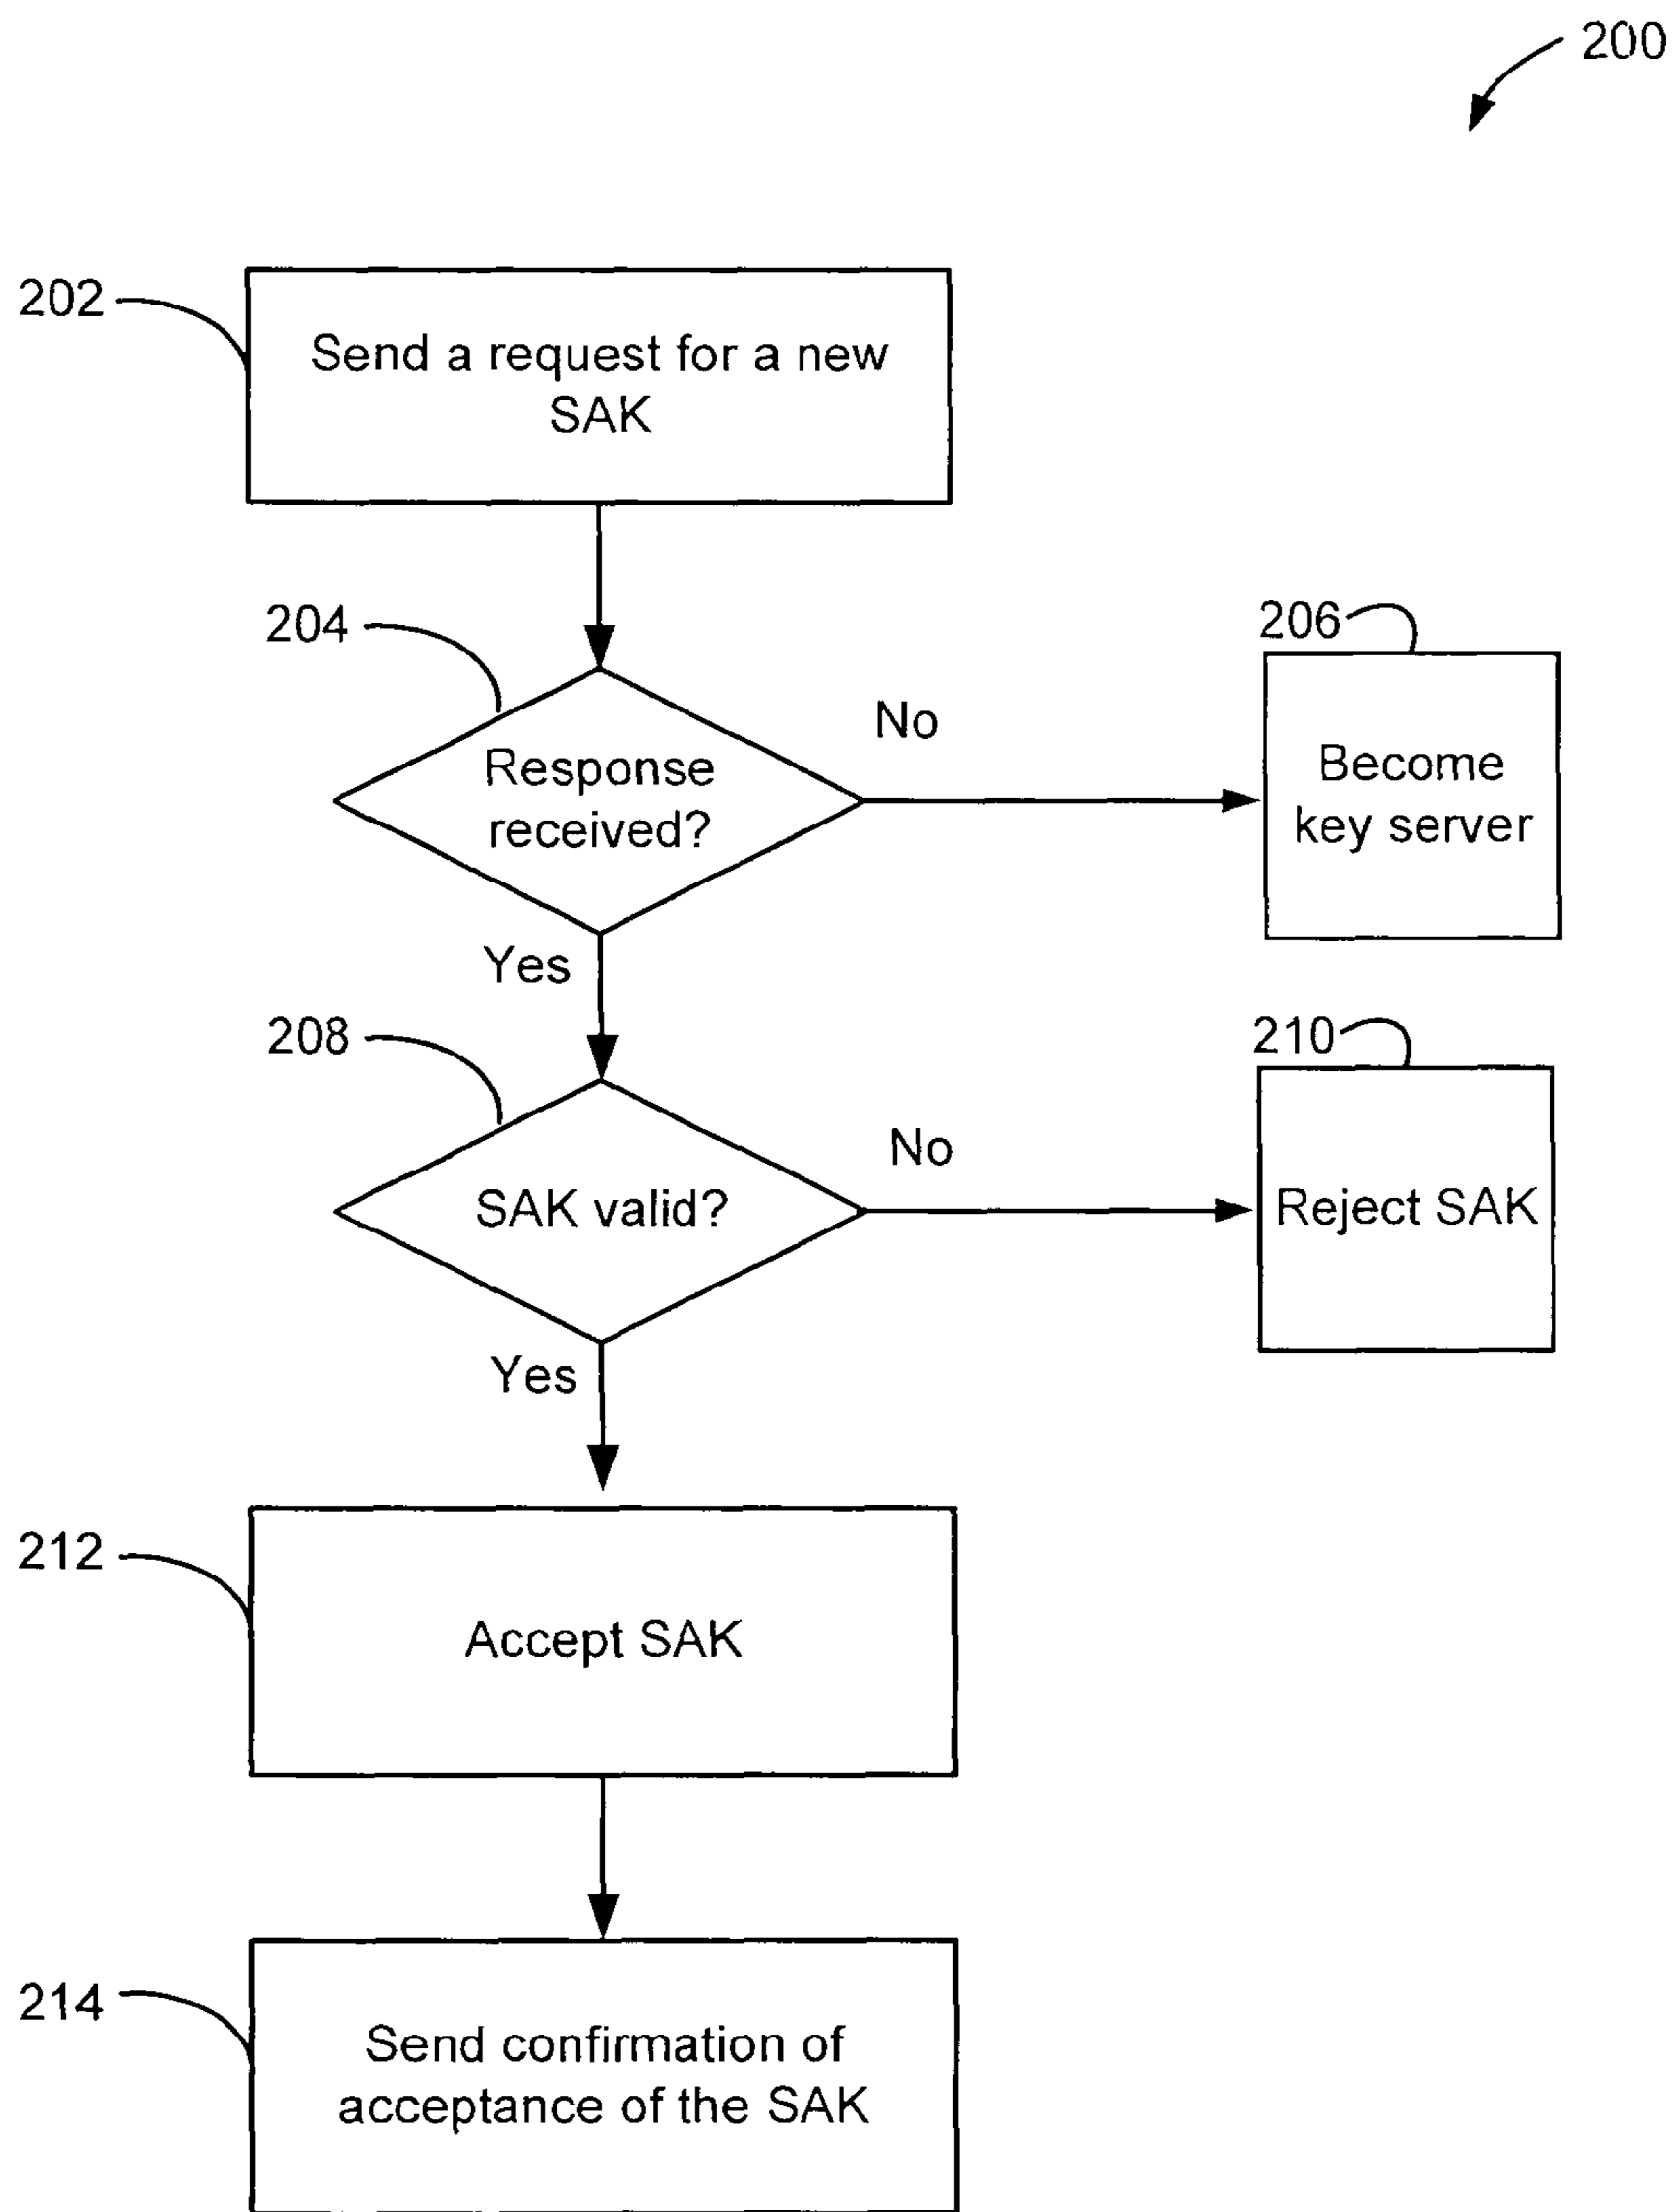 200
202
Send a request for a new
SAK
204
Response
received?
No
206
Become
key server
Yes
208
SAK valid?
No
210
Reject SAK
Yes
212
Accept SAK
214
Send confirmation of
acceptance of the SAK